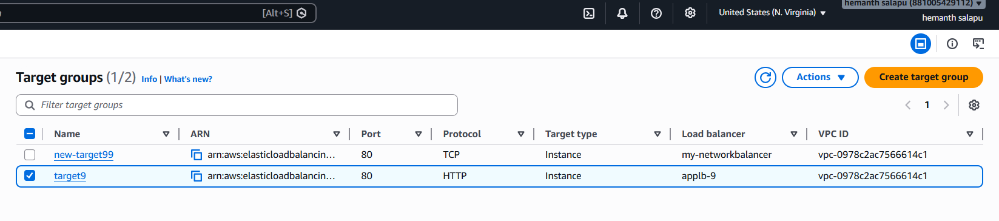 [Alt+S]
United States (N. Virginia)
hemanth salapu (881005429112)
hemanth salapu
Target groups (1/2) Info | What's new?
Actions
Create target group
Filter target groups
1
Name ARN Port Protocol Target type Load balancer VPC ID
new-target99 arn:aws:elasticloadbalancin... 80 TCP Instance my-networkbalancer vpc-0978c2ac7566614c1
target9 arn:aws:elasticloadbalancin... 80 HTTP Instance applb-9 vpc-0978c2ac7566614c1